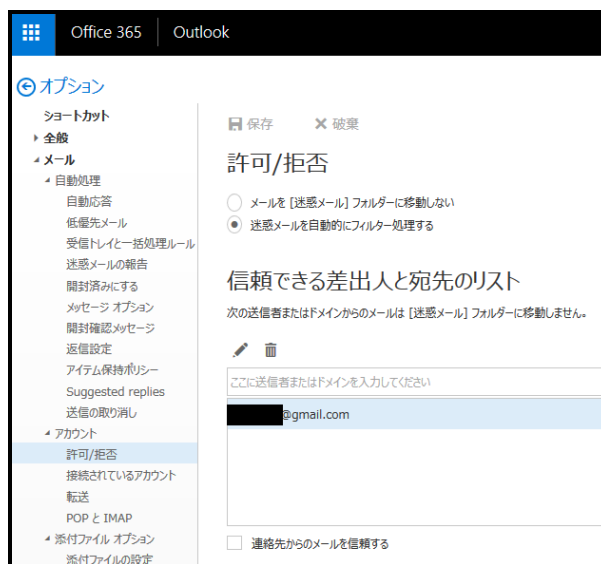 Office 365 Outlook
オプション
ショートカット
全般
メール
自動処理
自動応答
低優先メール
受信トレイと一括処理ルール
迷惑メールの報告
開封済みにする
メッセージ オプション
開封確認メッセージ
返信設定
アイテム保持ポリシー
Suggested replies
送信の取り消し
アカウント
許可/拒否
接続されているアカウント
転送
POP と IMAP
添付ファイル オプション
添付ファイルの設定
保存 破棄
許可/拒否
メールを [迷惑メール] フォルダーに移動しない
迷惑メールを自動的にフィルター処理する
信頼できる差出人と宛先のリスト
次の送信者またはドメインからのメールは [迷惑メール] フォルダーに移動しません。
ここに送信者またはドメインを入力してください
@gmail.com
連絡先からのメールを信頼する